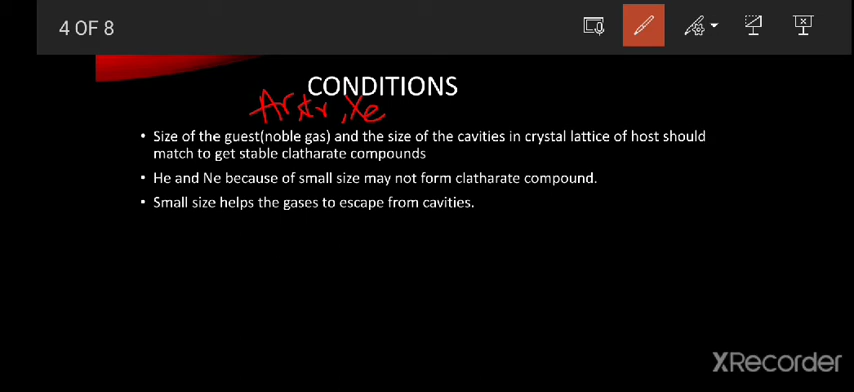 4 OF 8
CONDITIONS
Ar, Kr, Xe
• Size of the guest(noble gas) and the size of the cavities in crystal lattice of host should
match to get stable clatharate compounds
• He and Ne because of small size may not form clatharate compound.
• Small size helps the gases to escape from cavities.
XRecorder